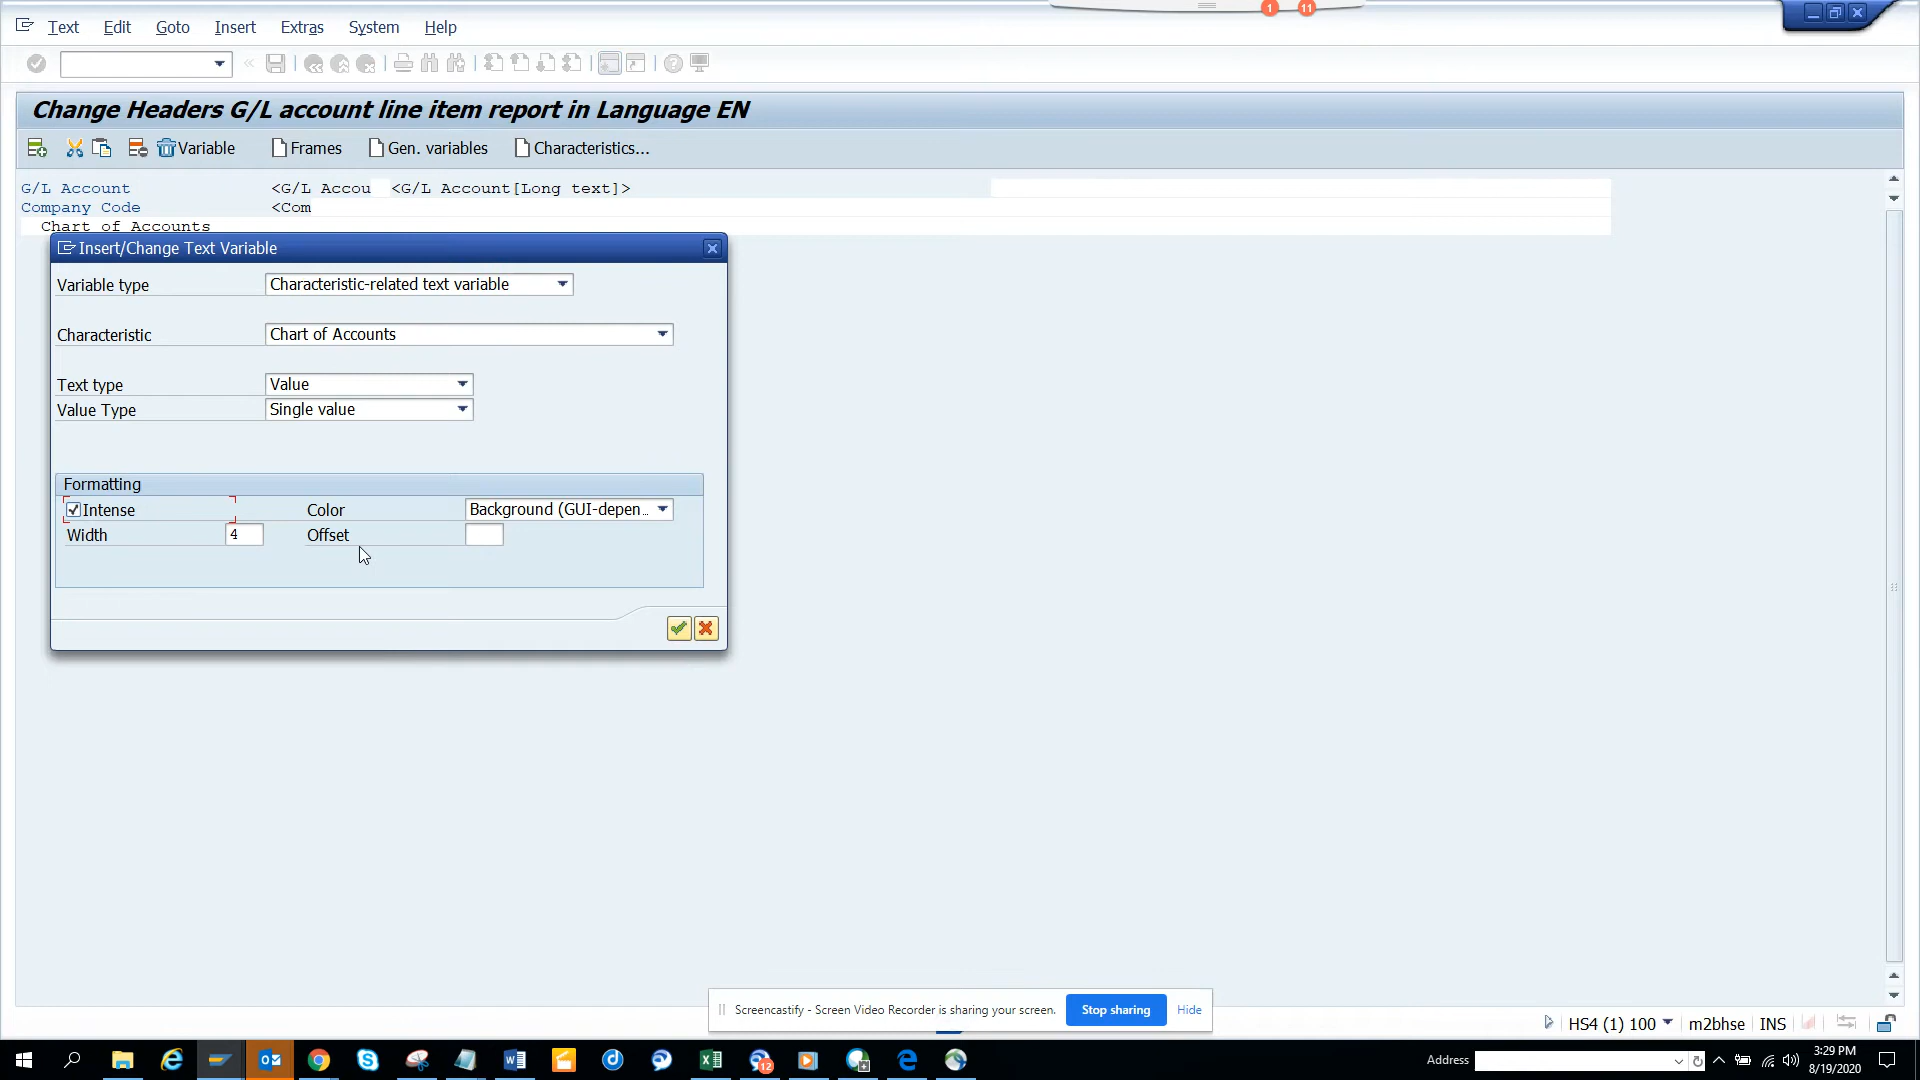 Text Edit Goto Insert Extras System Help
1 11
Change Headers G/L account line item report in Language EN
Variable Frames Gen. variables Characteristics...
G/L Account <G/L Accou <G/L Account[Long text]>
Company Code <Com
Chart of Accounts
Insert/Change Text Variable
Variable type Characteristic-related text variable
Characteristic Chart of Accounts
Text type Value
Value Type Single value
Formatting
Intense Color Background (GUI-depen...
Width 4 Offset
Screencastify - Screen Video Recorder is sharing your screen. Stop sharing Hide
HS4 (1) 100 m2bhse INS
Address
12
3:29 PM
8/19/2020